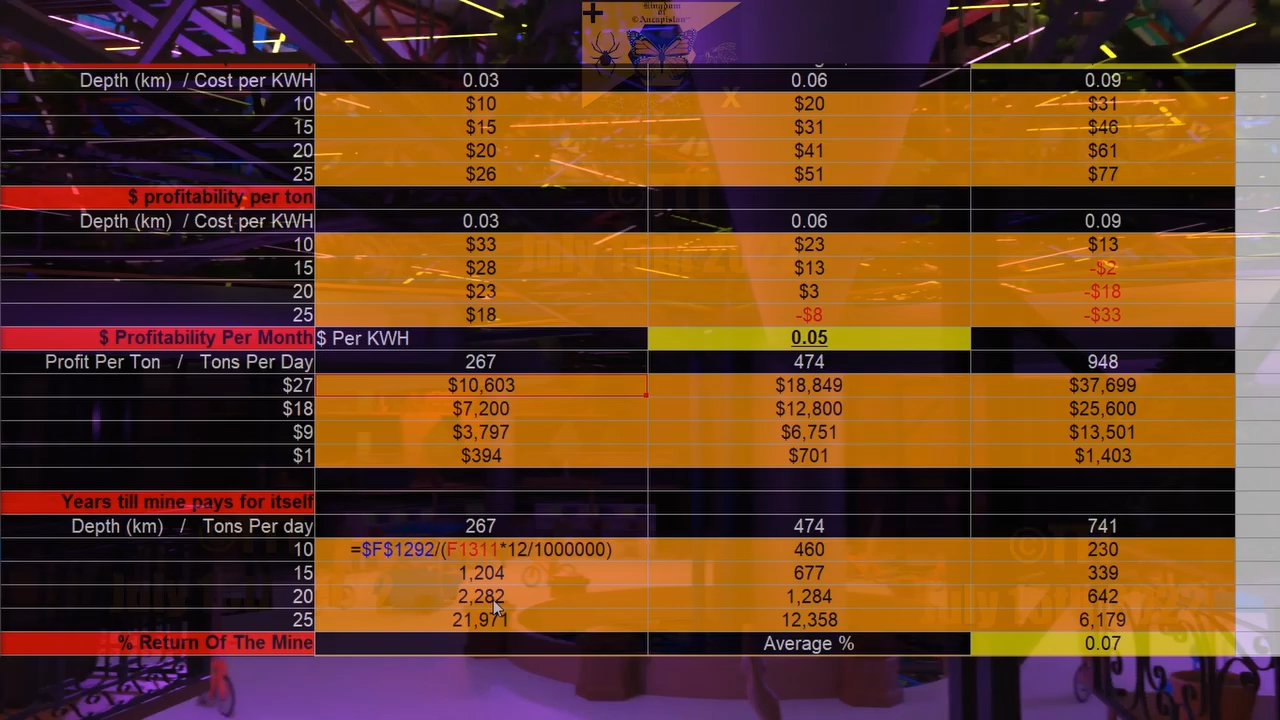 Kingdom
of
©Ancapistan™
X
Depth (km) / Cost per KWH 0.03 0.06 0.09
10 $10 $20 $31
15 $15 $31 $46
20 $20 $41 $61
25 $26 $51 $77
$ profitability per ton
Depth (km) / Cost per KWH 0.03 0.06 0.09
10 $33 $23 $13
15 $28 $13 -$2
20 $23 $3 -$18
25 $18 -$8 -$33
$ Profitability Per Month $ Per KWH 0.05
Profit Per Ton / Tons Per Day 267 474 948
$27 $10,603 $18,849 $37,699
$18 $7,200 $12,800 $25,600
$9 $3,797 $6,751 $13,501
$1 $394 $701 $1,403
Years till mine pays for itself
Depth (km) / Tons Per day 267 474 741
10 =$F$1292/(F1311*12/1000000) 460 230
15 1,204 677 339
20 2,282 1,284 642
25 21,971 12,358 6,179
% Return Of The Mine Average % 0.07